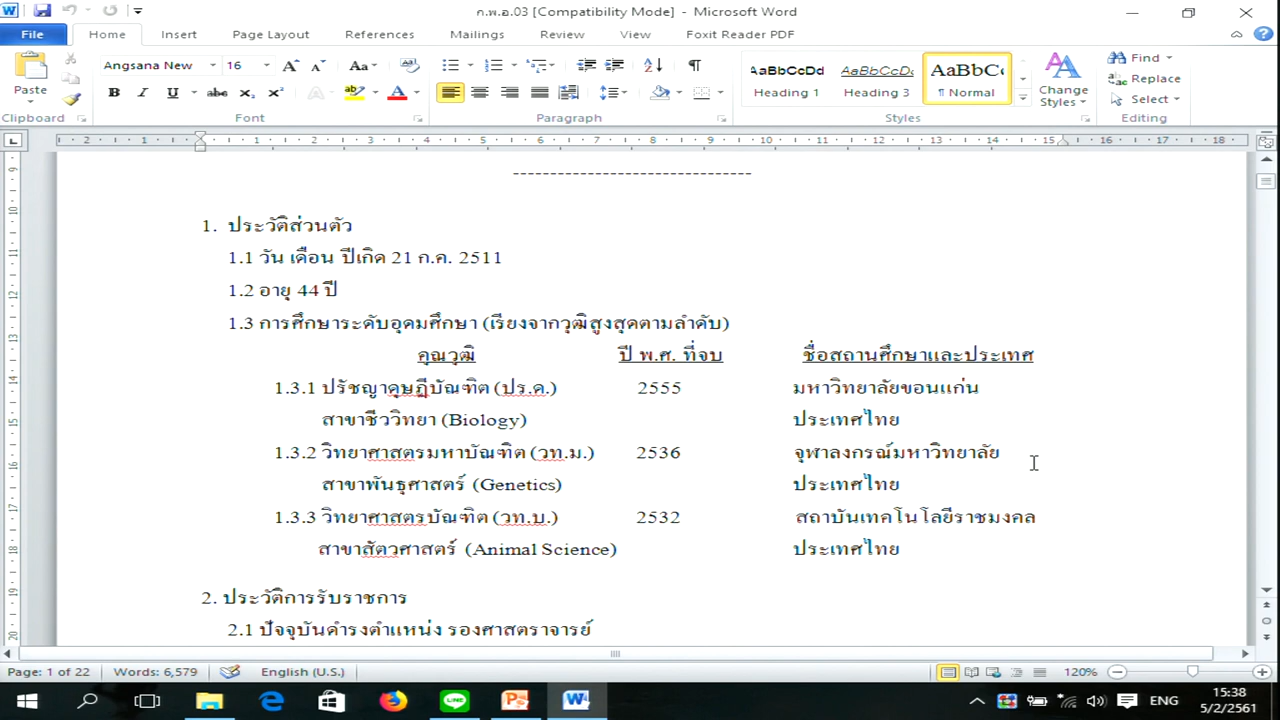 ก.พ.อ.03 [Compatibility Mode] - Microsoft Word
File Home Insert Page Layout References Mailings Review View Foxit Reader PDF
Paste
Angsana New 16
AaBbCcDd AaBbCcDd AaBbCc
Heading 1 Heading 3 ¶ Normal
Change Styles
Find
Replace
Select
Clipboard Font Paragraph Styles Editing
2 1 1 2 3 4 5 6 7 8 9 10 11 12 13 14 15 16 17 18
-------------------------------
1. ประวัติส่วนตัว
1.1 วัน เดือน ปีเกิด 21 ก.ค. 2511
1.2 อายุ 44 ปี
1.3 การศึกษาระดับอุดมศึกษา (เรียงจากวุฒิสูงสุดตามลำดับ)
คุณวุฒิ ปี พ.ศ. ที่จบ ชื่อสถานศึกษาและประเทศ
1.3.1 ปรัชญาดุษฎีบัณฑิต (ปร.ด.) 2555 มหาวิทยาลัยขอนแก่น
สาขาชีววิทยา (Biology) ประเทศไทย
1.3.2 วิทยาศาสตรมหาบัณฑิต (วท.ม.) 2536 จุฬาลงกรณ์มหาวิทยาลัย
สาขาพันธุศาสตร์ (Genetics) ประเทศไทย
1.3.3 วิทยาศาสตรบัณฑิต (วท.บ.) 2532 สถาบันเทคโนโลยีราชมงคล
สาขาสัตวศาสตร์ (Animal Science) ประเทศไทย
2. ประวัติการรับราชการ
2.1 ปัจจุบันดำรงตำแหน่ง รองศาสตราจารย์
Page: 1 of 22 Words: 6,579 English (U.S.) 120%
ENG 15:38
5/2/2561